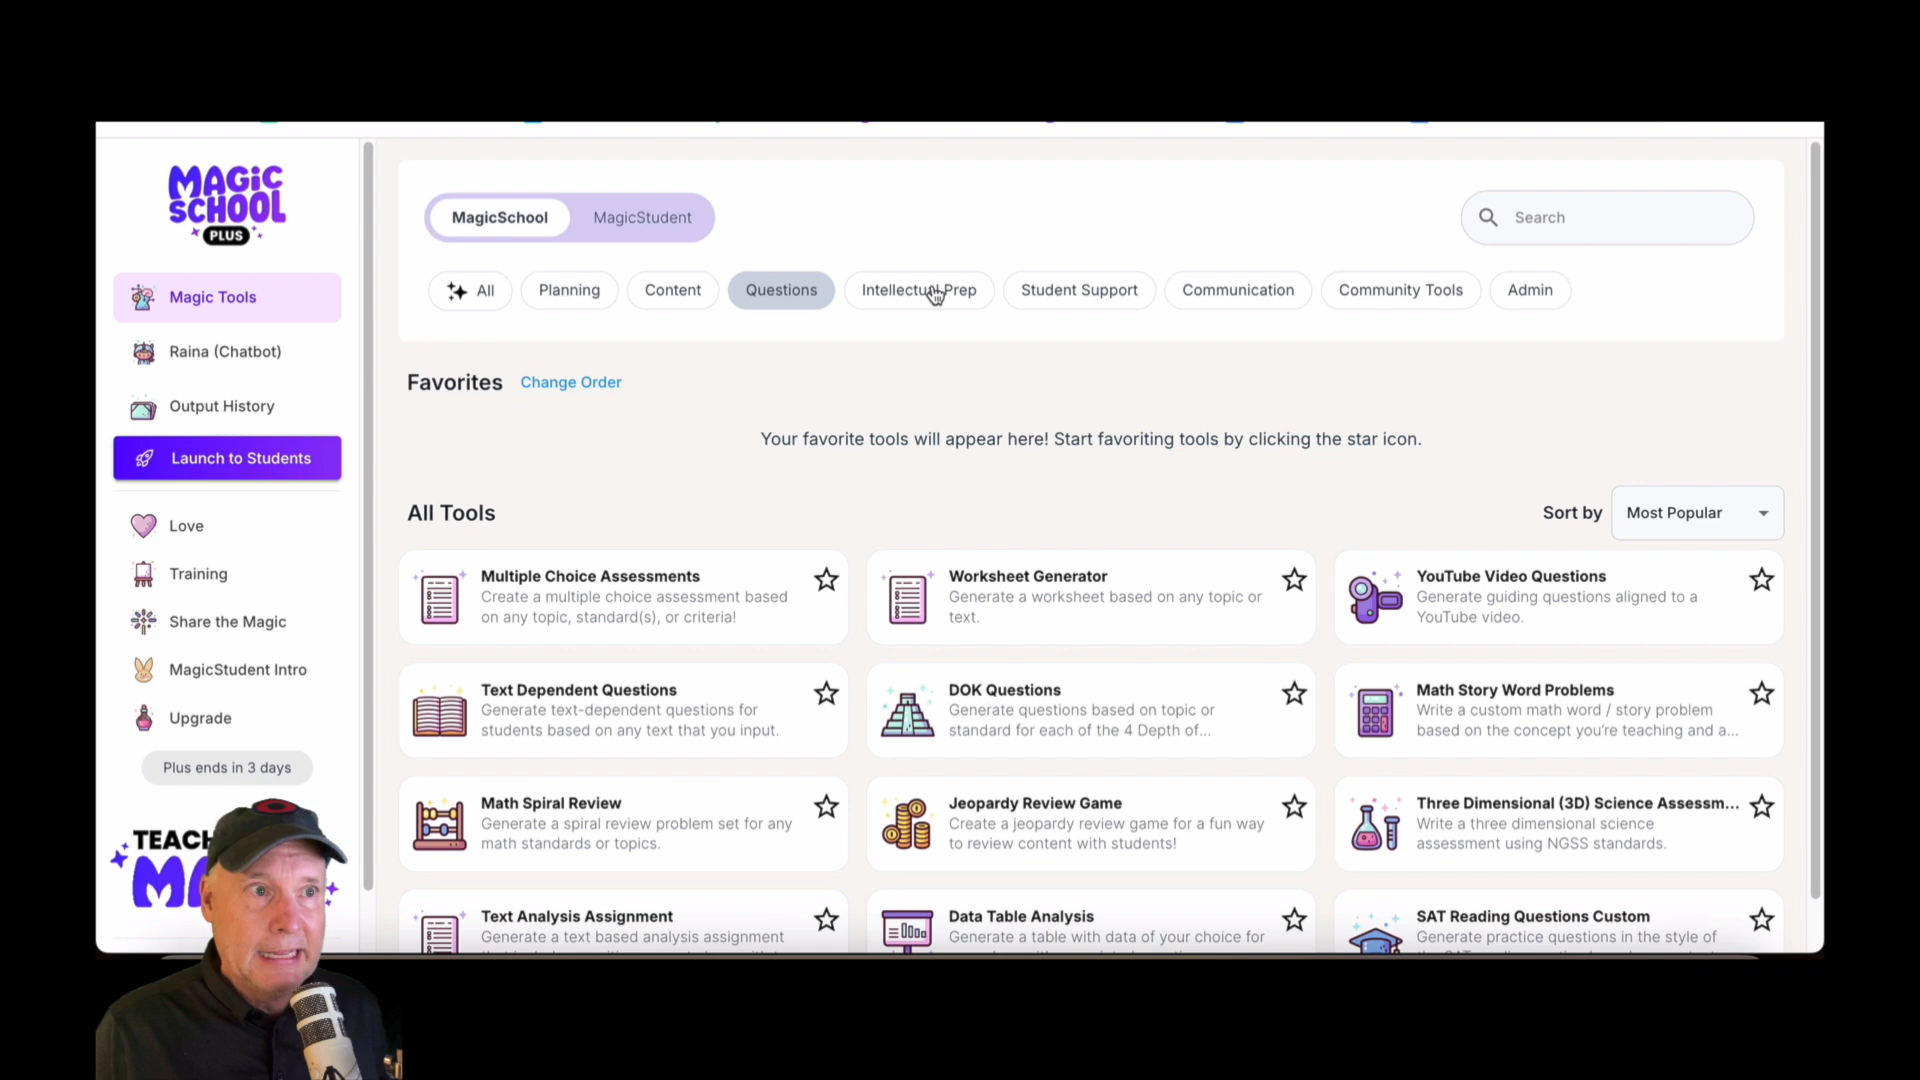 MAGIC
SCHOOL
PLUS
Magic Tools
Raina (Chatbot)
Output History
Launch to Students
Love
Training
Share the Magic
MagicStudent Intro
Upgrade
Plus ends in 3 days
MagicSchool
MagicStudent
Search
All
Planning
Content
Questions
Intellectual Prep
Student Support
Communication
Community Tools
Admin
Favorites
Change Order
Your favorite tools will appear here! Start favoriting tools by clicking the star icon.
All Tools
Sort by
Most Popular
Multiple Choice Assessments
Create a multiple choice assessment based
on any topic, standard(s), or criteria!
Worksheet Generator
Generate a worksheet based on any topic or
text.
YouTube Video Questions
Generate guiding questions aligned to a
YouTube video.
Text Dependent Questions
Generate text-dependent questions for
students based on any text that you input.
DOK Questions
Generate questions based on topic or
standard for each of the 4 Depth of...
Math Story Word Problems
Write a custom math word / story problem
based on the concept you're teaching and a...
Math Spiral Review
Generate a spiral review problem set for any
math standards or topics.
Jeopardy Review Game
Create a jeopardy review game for a fun way
to review content with students!
Three Dimensional (3D) Science Assessm...
Write a three dimensional science
assessment using NGSS standards.
Text Analysis Assignment
Generate a text based analysis assignment
Data Table Analysis
Generate a table with data of your choice for
SAT Reading Questions Custom
Generate practice questions in the style of